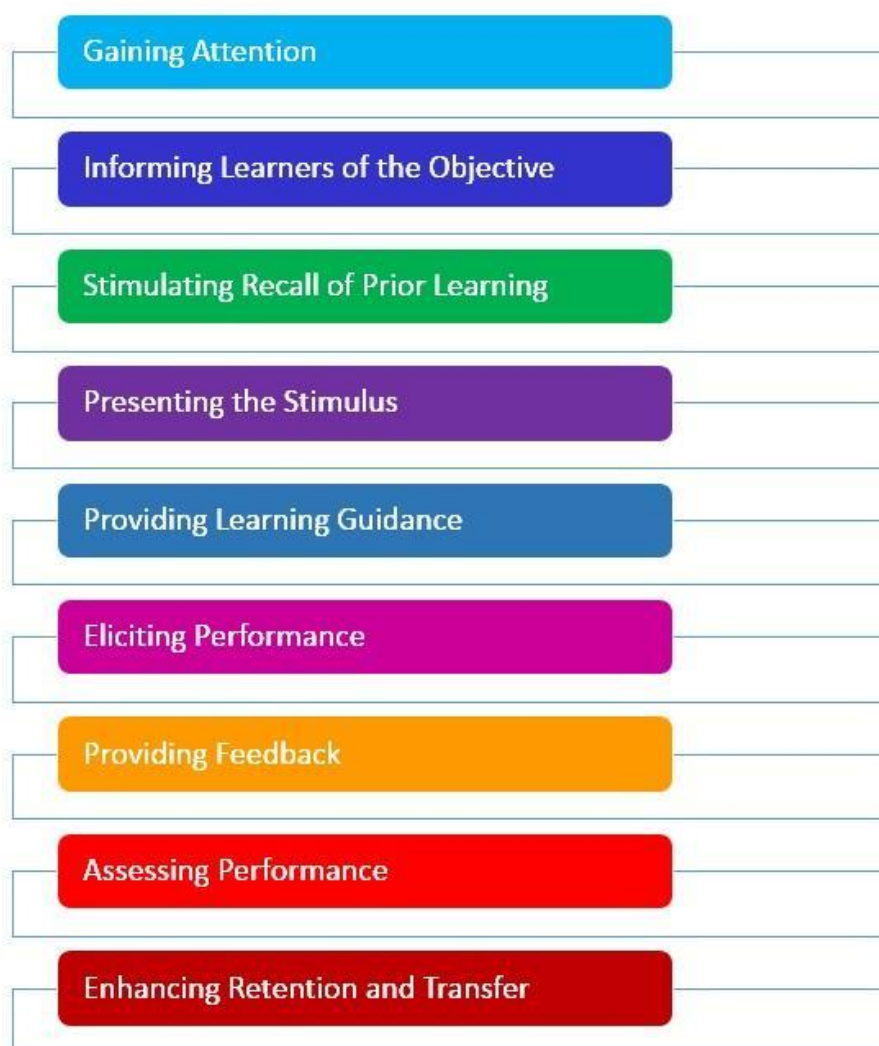 Gaining Attention
Informing Learners of the Objective
Stimulating Recall of Prior Learning
Presenting the Stimulus
Providing Learning Guidance
Eliciting Performance
Providing Feedback
Assessing Performance
Enhancing Retention and Transfer